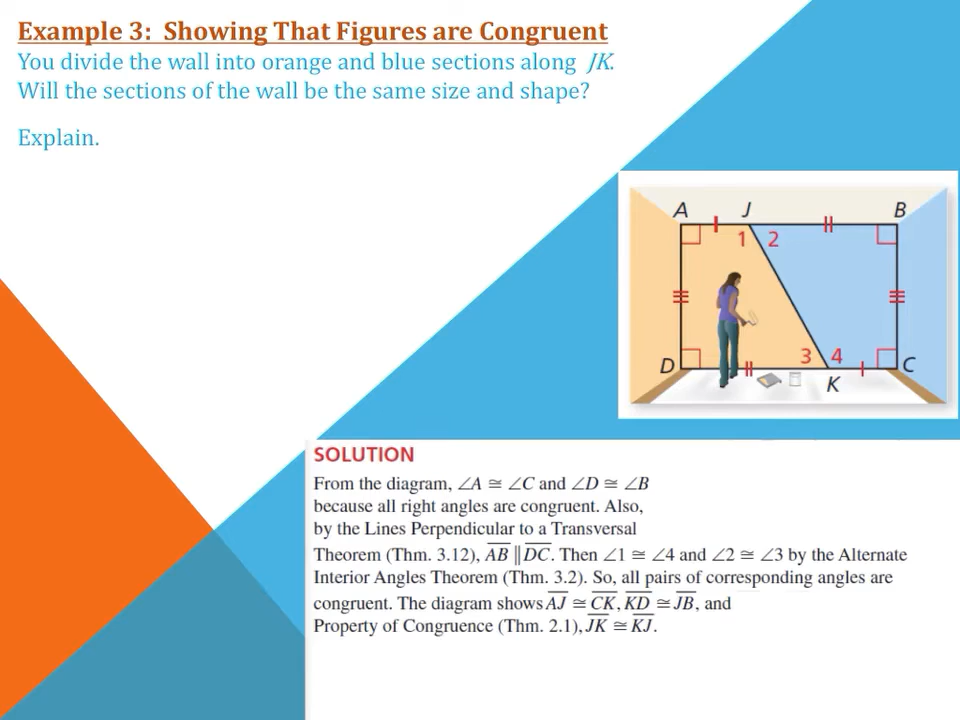 Example 3: Showing That Figures are Congruent
You divide the wall into orange and blue sections along JK.
Will the sections of the wall be the same size and shape?
Explain.
A J B
1 2
3 4
D K C
SOLUTION
From the diagram, ∠A ≅ ∠C and ∠D ≅ ∠B
because all right angles are congruent. Also,
by the Lines Perpendicular to a Transversal
Theorem (Thm. 3.12), AB ∥ DC. Then ∠1 ≅ ∠4 and ∠2 ≅ ∠3 by the Alternate
Interior Angles Theorem (Thm. 3.2). So, all pairs of corresponding angles are
congruent. The diagram shows AJ ≅ CK, KD ≅ JB, and
Property of Congruence (Thm. 2.1), JK ≅ KJ.